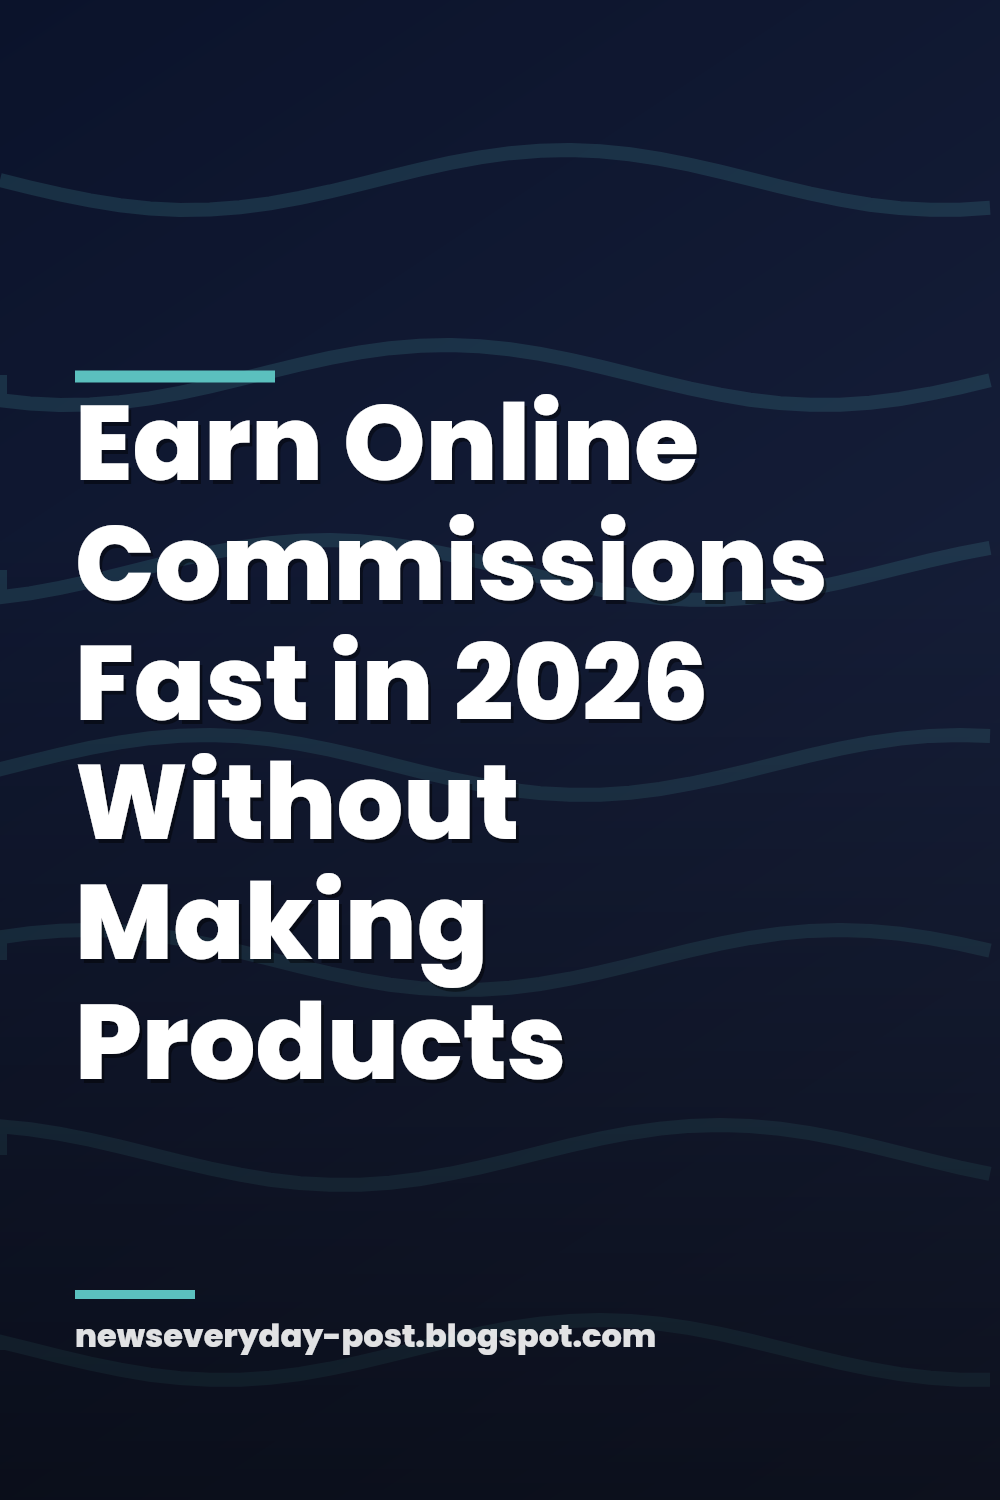 Earn Online
Commissions
Fast in 2026
Without
Making
Products
newseveryday-post.blogspot.com